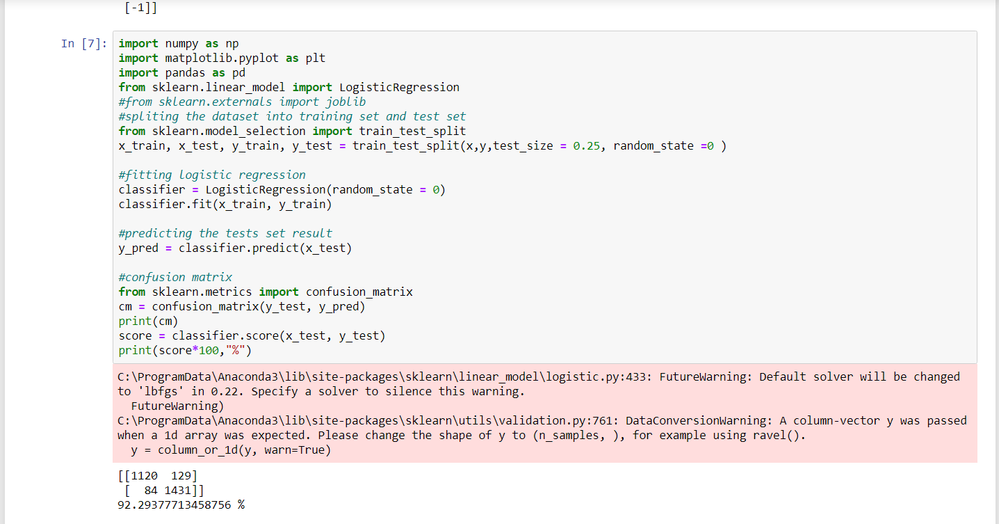 [-1]]
In [7]: import numpy as np
import matplotlib.pyplot as plt
import pandas as pd
from sklearn.linear_model import LogisticRegression
#from sklearn.externals import joblib
#spliting the dataset into training set and test set
from sklearn.model_selection import train_test_split
x_train, x_test, y_train, y_test = train_test_split(x,y,test_size = 0.25, random_state =0 )
#fitting logistic regression
classifier = LogisticRegression(random_state = 0)
classifier.fit(x_train, y_train)
#predicting the tests set result
y_pred = classifier.predict(x_test)
#confusion matrix
from sklearn.metrics import confusion_matrix
cm = confusion_matrix(y_test, y_pred)
print(cm)
score = classifier.score(x_test, y_test)
print(score*100,"%")
C:\ProgramData\Anaconda3\lib\site-packages\sklearn\linear_model\logistic.py:433: FutureWarning: Default solver will be changed
to 'lbfgs' in 0.22. Specify a solver to silence this warning.
  FutureWarning)
C:\ProgramData\Anaconda3\lib\site-packages\sklearn\utils\validation.py:761: DataConversionWarning: A column-vector y was passed
when a 1d array was expected. Please change the shape of y to (n_samples, ), for example using ravel().
  y = column_or_1d(y, warn=True)
[[1120  129]
 [  84 1431]]
92.29377713458756 %